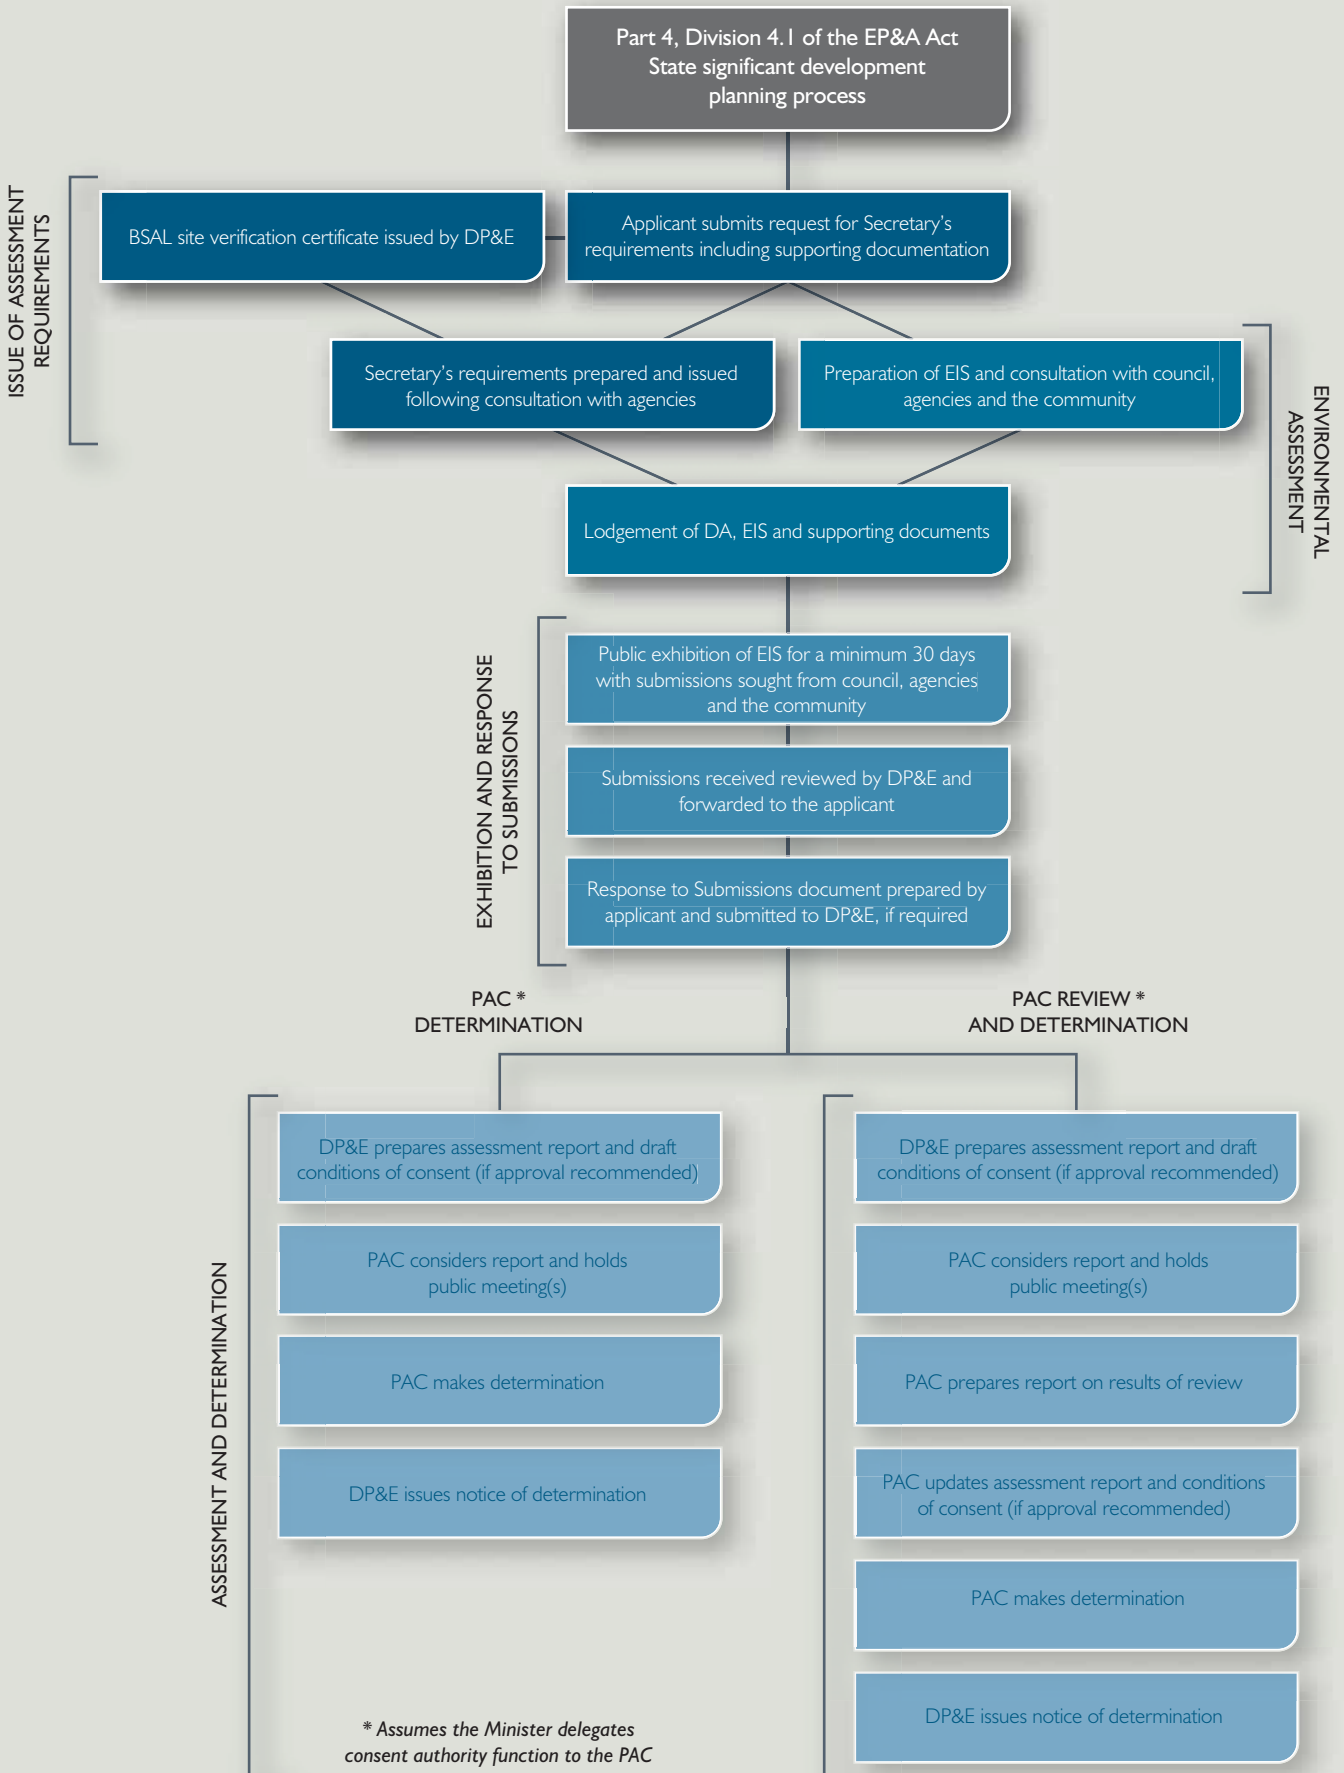 Part 4, Division 4.1 of the EP&A Act
State significant development
planning process
ISSUE OF ASSESSMENT
REQUIREMENTS
BSAL site verification certificate issued by DP&E
Applicant submits request for Secretary's
requirements including supporting documentation
Secretary's requirements prepared and issued
following consultation with agencies
Preparation of EIS and consultation with council,
agencies and the community
ENVIRONMENTAL
ASSESSMENT
Lodgement of DA, EIS and supporting documents
EXHIBITION AND RESPONSE
TO SUBMISSIONS
Public exhibition of EIS for a minimum 30 days
with submissions sought from council, agencies
and the community
Submissions received reviewed by DP&E and
forwarded to the applicant
Response to Submissions document prepared by
applicant and submitted to DP&E, if required
PAC *
DETERMINATION
PAC REVIEW *
AND DETERMINATION
ASSESSMENT AND DETERMINATION
DP&E prepares assessment report and draft
conditions of consent (if approval recommended)
PAC considers report and holds
public meeting(s)
PAC makes determination
DP&E issues notice of determination
DP&E prepares assessment report and draft
conditions of consent (if approval recommended)
PAC considers report and holds
public meeting(s)
PAC prepares report on results of review
PAC updates assessment report and conditions
of consent (if approval recommended)
PAC makes determination
DP&E issues notice of determination
* Assumes the Minister delegates
consent authority function to the PAC